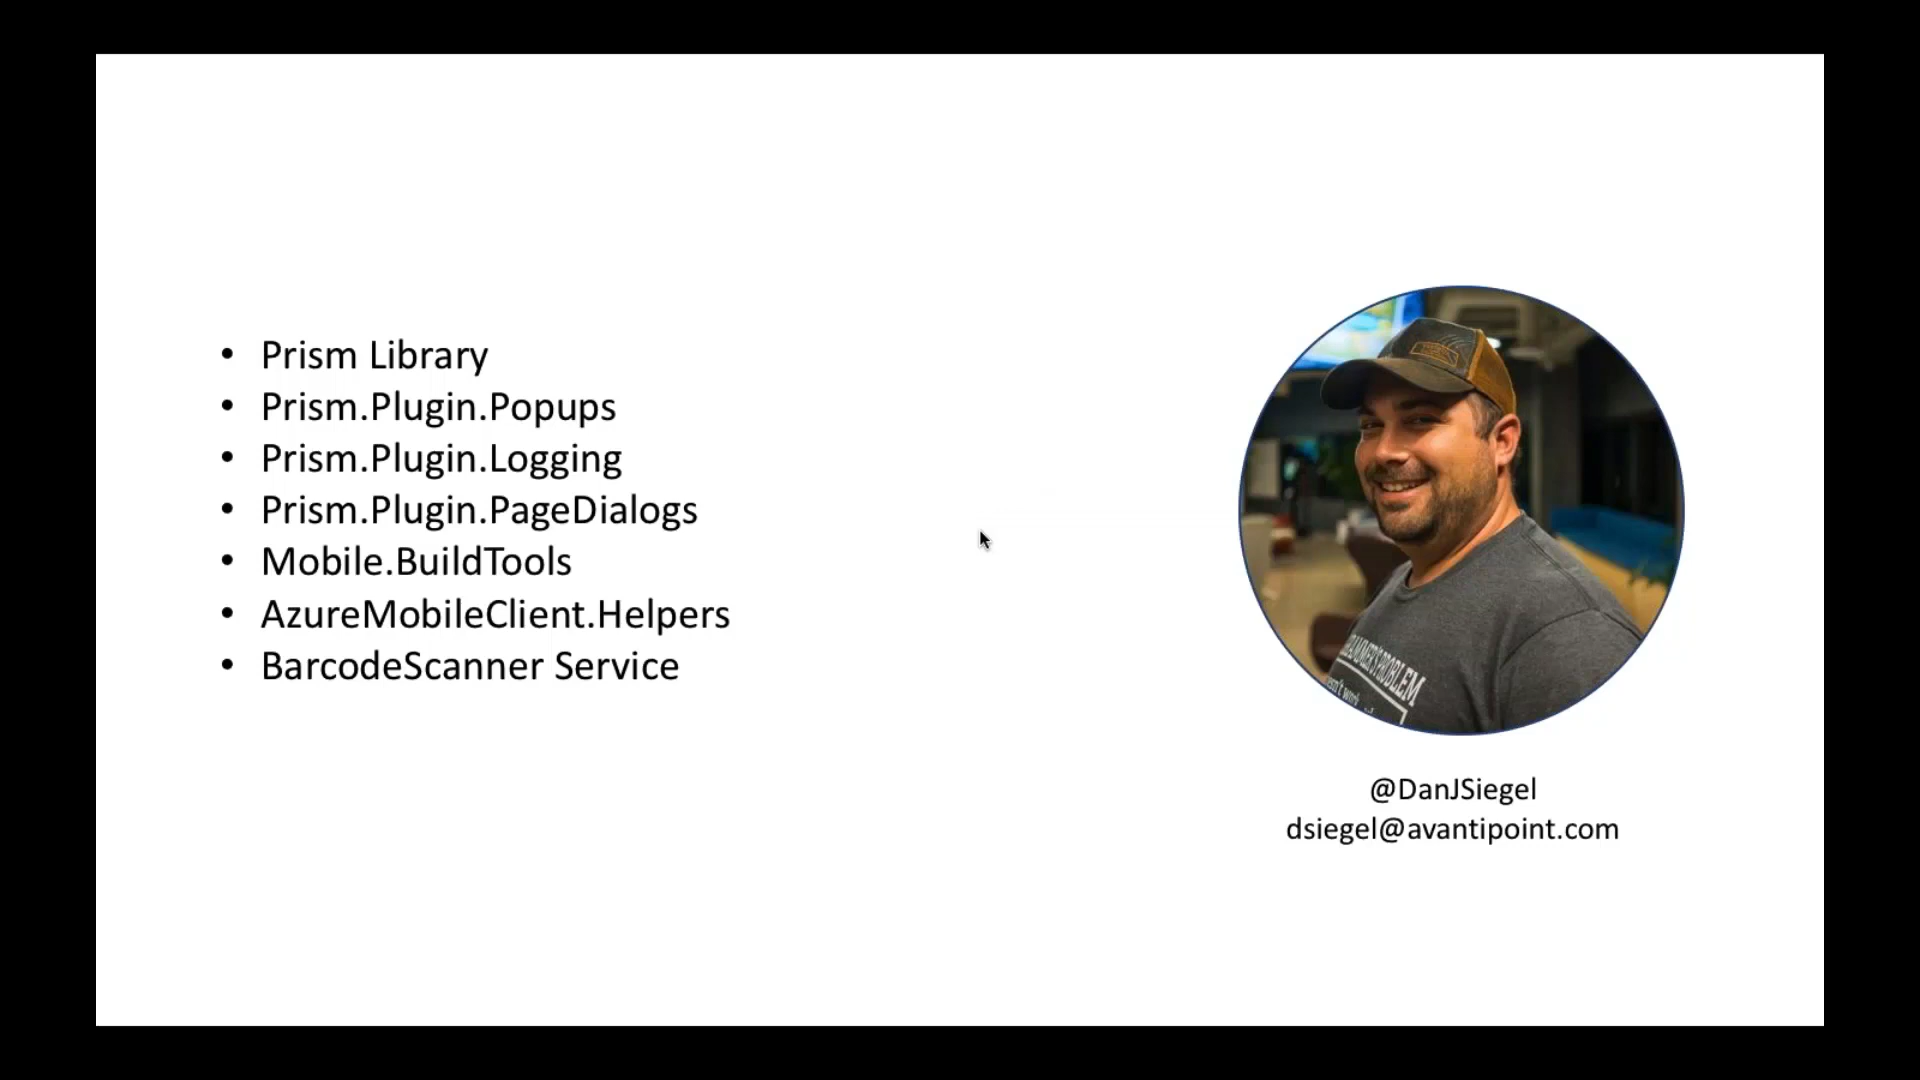 • Prism Library
• Prism.Plugin.Popups
• Prism.Plugin.Logging
• Prism.Plugin.PageDialogs
• Mobile.BuildTools
• AzureMobileClient.Helpers
• BarcodeScanner Service
PROBLEM
@DanJSiegel
dsiegel@avantipoint.com